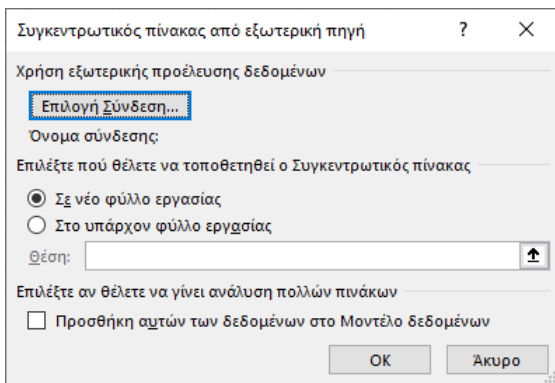 Συγκεντρωτικός πίνακας από εξωτερική πηγή ? ×
Χρήση εξωτερικής προέλευσης δεδομένων
Επιλογή Σύνδεση...
Όνομα σύνδεσης:
Επιλέξτε πού θέλετε να τοποθετηθεί ο Συγκεντρωτικός πίνακας
Σε νέο φύλλο εργασίας
Στο υπάρχον φύλλο εργασίας
Θέση:
Επιλέξτε αν θέλετε να γίνει ανάλυση πολλών πινάκων
Προσθήκη αυτών των δεδομένων στο Μοντέλο δεδομένων
OK Άκυρο